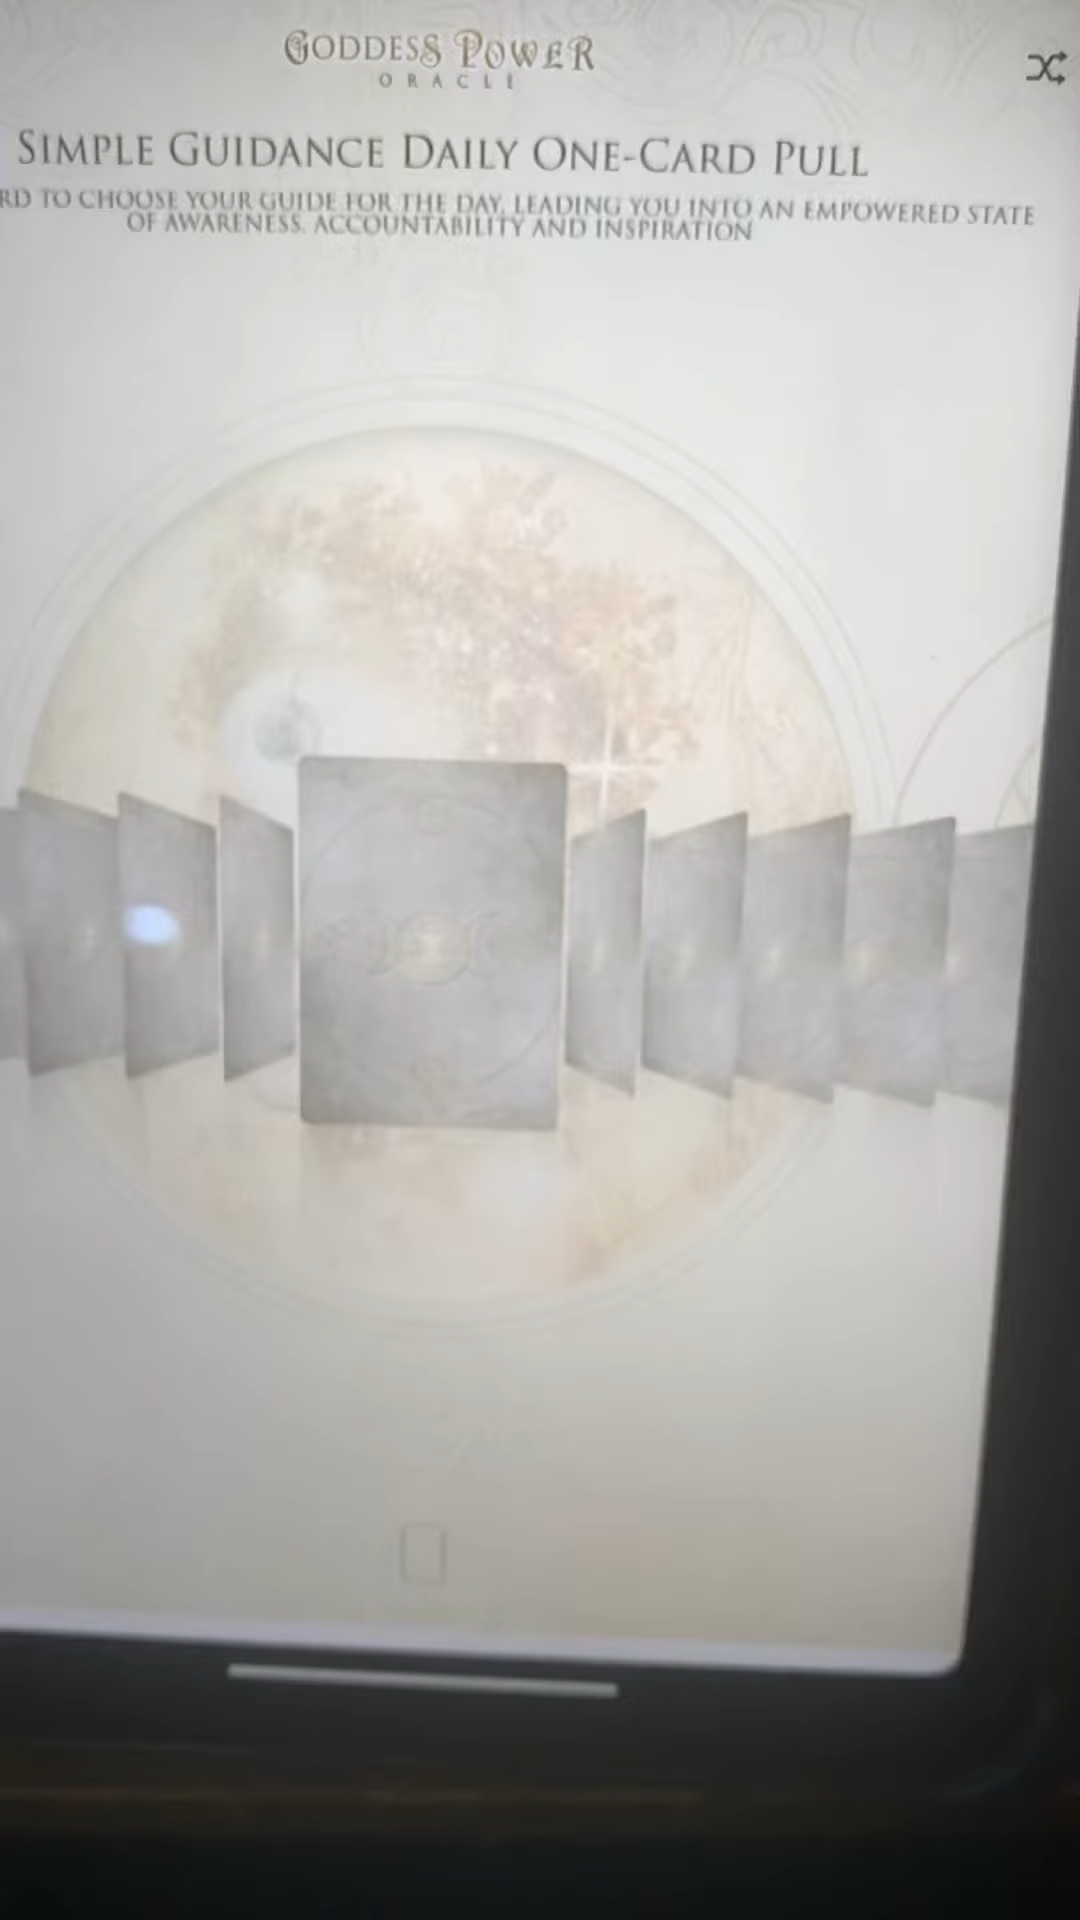 GODDESS POWER
ORACLE
SIMPLE GUIDANCE DAILY ONE-CARD PULL
RD TO CHOOSE YOUR GUIDE FOR THE DAY, LEADING YOU INTO AN EMPOWERED STATE
OF AWARENESS, ACCOUNTABILITY AND INSPIRATION